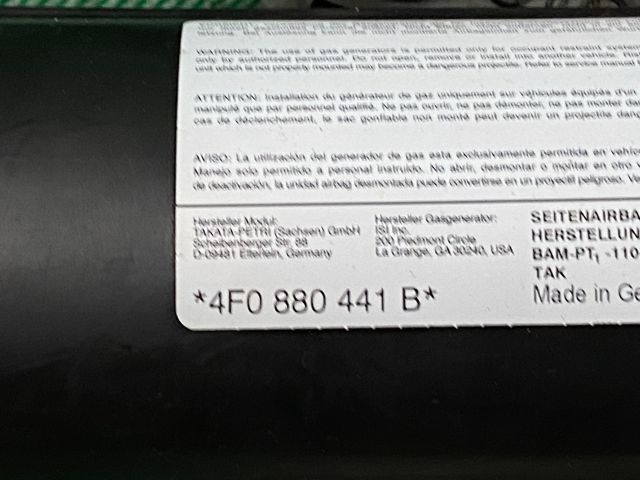 WARNING: The use of gas generators is permitted only for occupant restraint
only by authorized personnel. Do not open, remove or install into another vehicle.
unit which is not properly mounted may become a dangerous projectile. Refer to service manual
ATTENTION: Installation du générateur de gas uniquement sur véhicules équipés d'un
manipulé que par personnel qualifié. Ne pas ouvrir, ne pas démonter, ne pas monter
cas de déclenchement, le sac gonflable non monté peut devenir un projectile
AVISO: La utilización del generador de gas esta exclusivamente permitida en
Manejo solo permitido a personal instruido. No abrir, desmontar o montar en otro
de deactivación, la unidad airbag desmontada puede convertirse en un proyectil peligroso.
Hersteller Modul:
TAKATA-PETRI (Sachsen) GmbH
Scheibenberger Str. 88
D-09481 Elterlein, Germany
Hersteller Gasgenerator:
ISI Inc.
200 Piedmont Circle
La Grange, GA 30240, USA
SEITENAIRBA
HERSTELLUN
BAM-PT₁ -110
TAK
Made in Ge
*4F0 880 441 B*